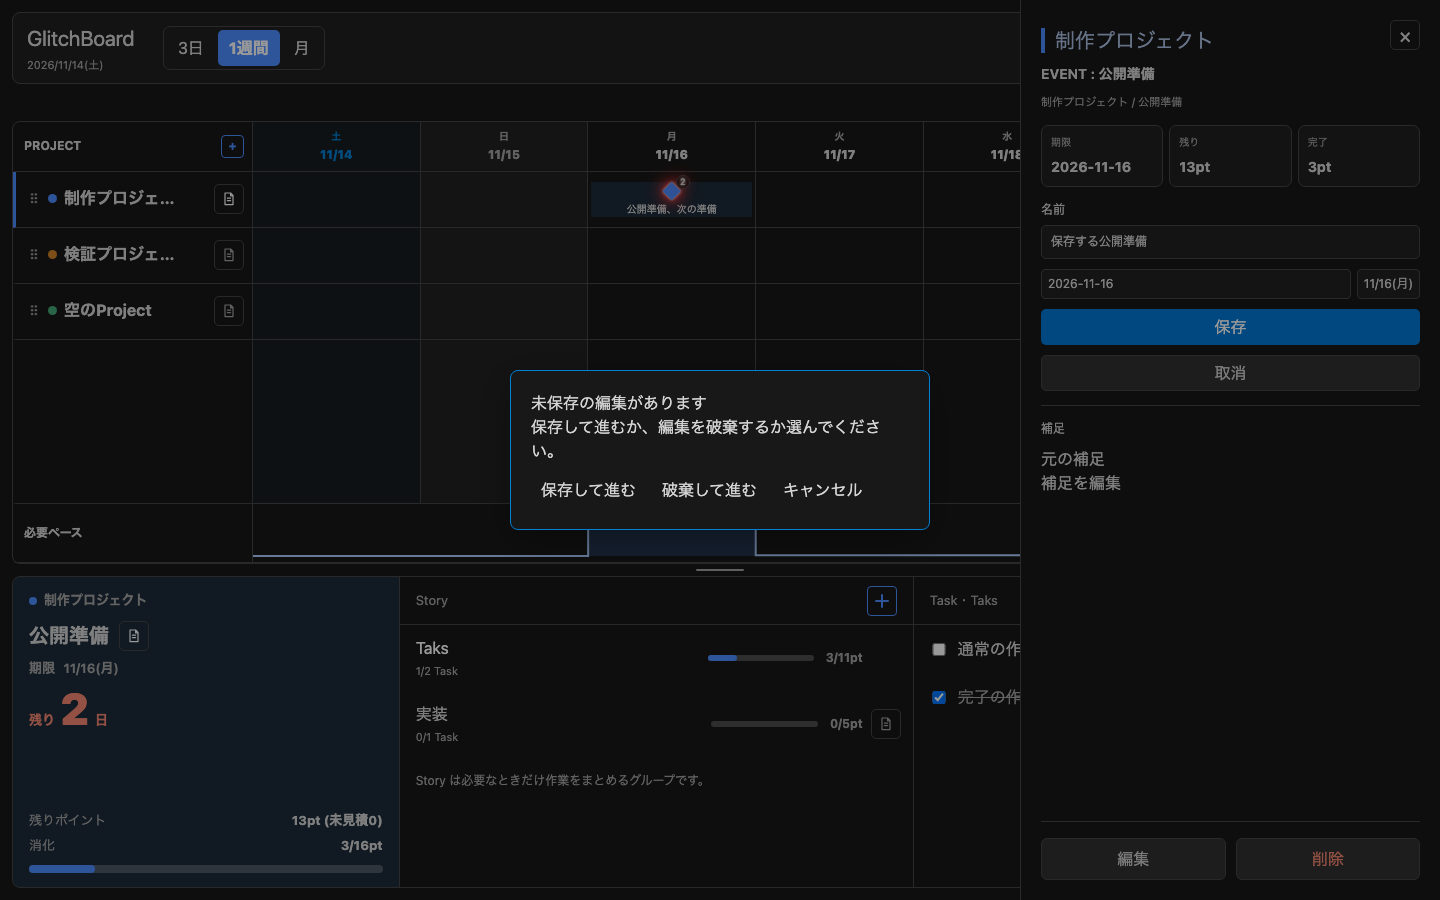 GlitchBoard
2026/11/14(土)
3日 1週間 月
PROJECT +
土 11/14
日 11/15
月 11/16
火 11/17
水 11/18
制作プロジェ...
2
公開準備、次の準備
検証プロジェ...
空のProject
必要ペース
未保存の編集があります
保存して進むか、編集を破棄するか選んでくださ
い。
保存して進む 破棄して進む キャンセル
制作プロジェクト
公開準備
期限 11/16(月)
残り 2 日
残りポイント 13pt (未見積0)
消化 3/16pt
Story
Taks
1/2 Task
3/11pt
実装
0/1 Task
0/5pt
Story は必要なときだけ作業をまとめるグループです。
Task・Taks
通常の作
完了の作
制作プロジェクト
EVENT : 公開準備
制作プロジェクト / 公開準備
期限
2026-11-16
残り
13pt
完了
3pt
名前
保存する公開準備
2026-11-16 11/16(月)
保存
取消
補足
元の補足
補足を編集
編集 削除